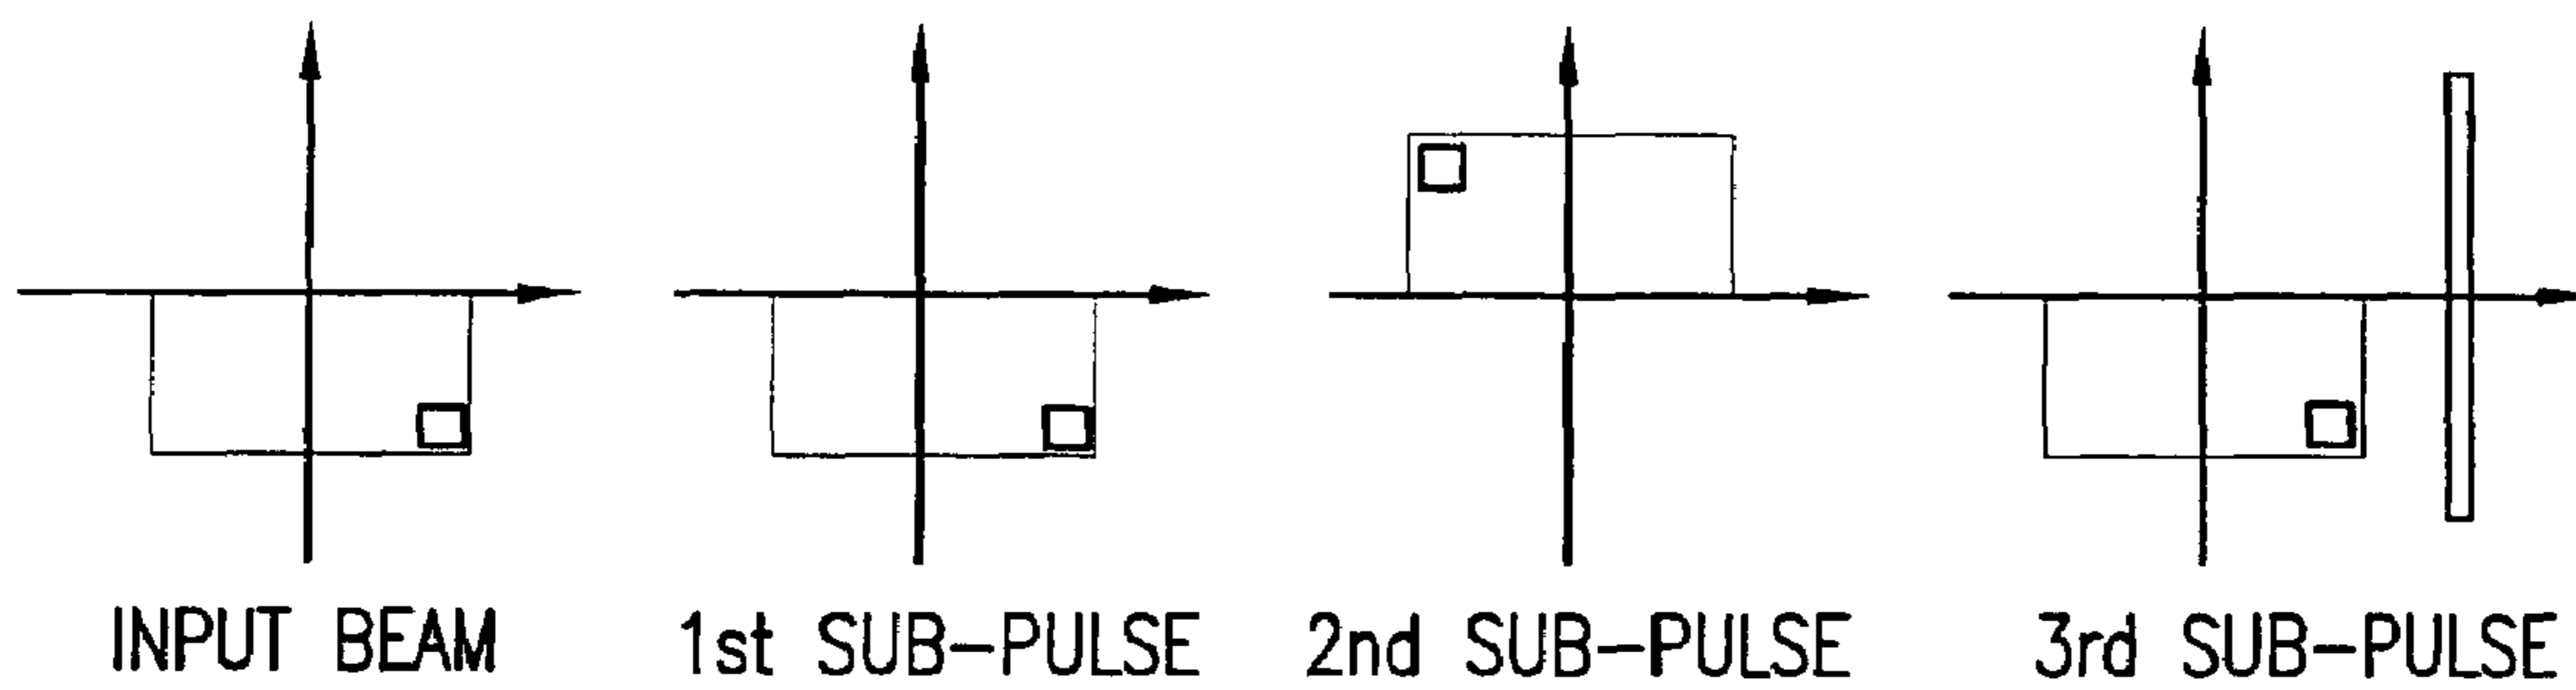 INPUT BEAM
1st SUB-PULSE
2nd SUB-PULSE
3rd SUB-PULSE